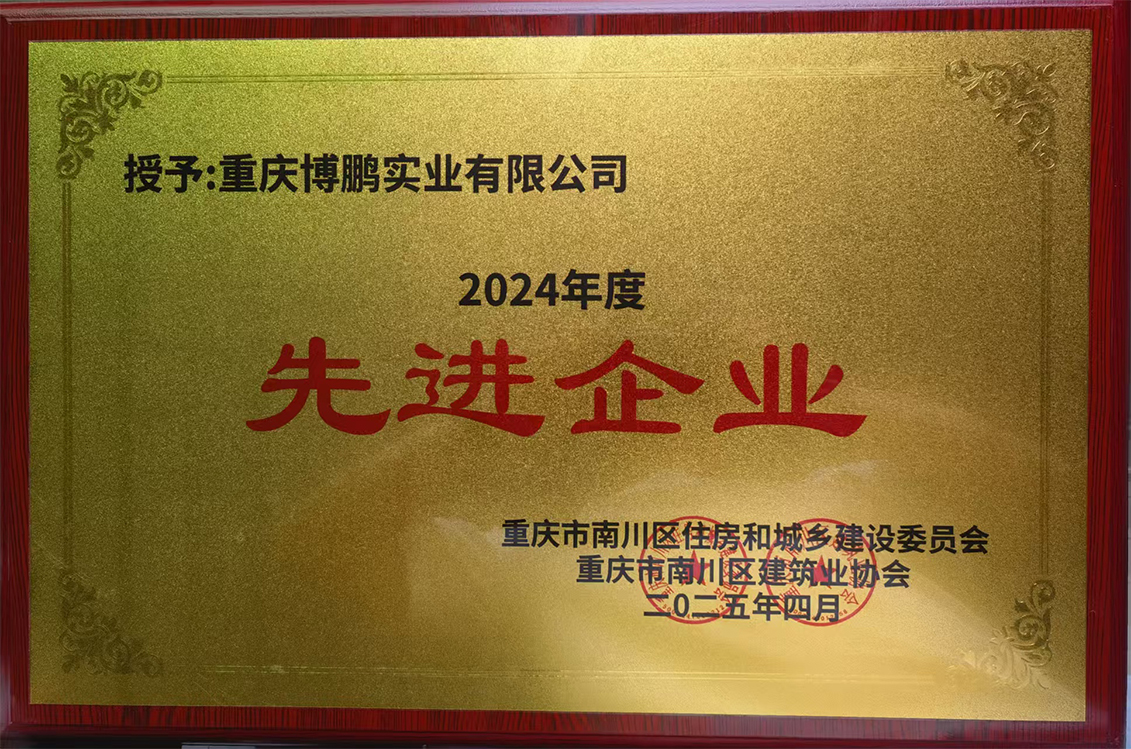 授予:重庆博鹏实业有限公司
2024年度
先进企业
重庆市南川区住房和城乡建设委员会
重庆市南川区建筑业协会
二0二五年四月